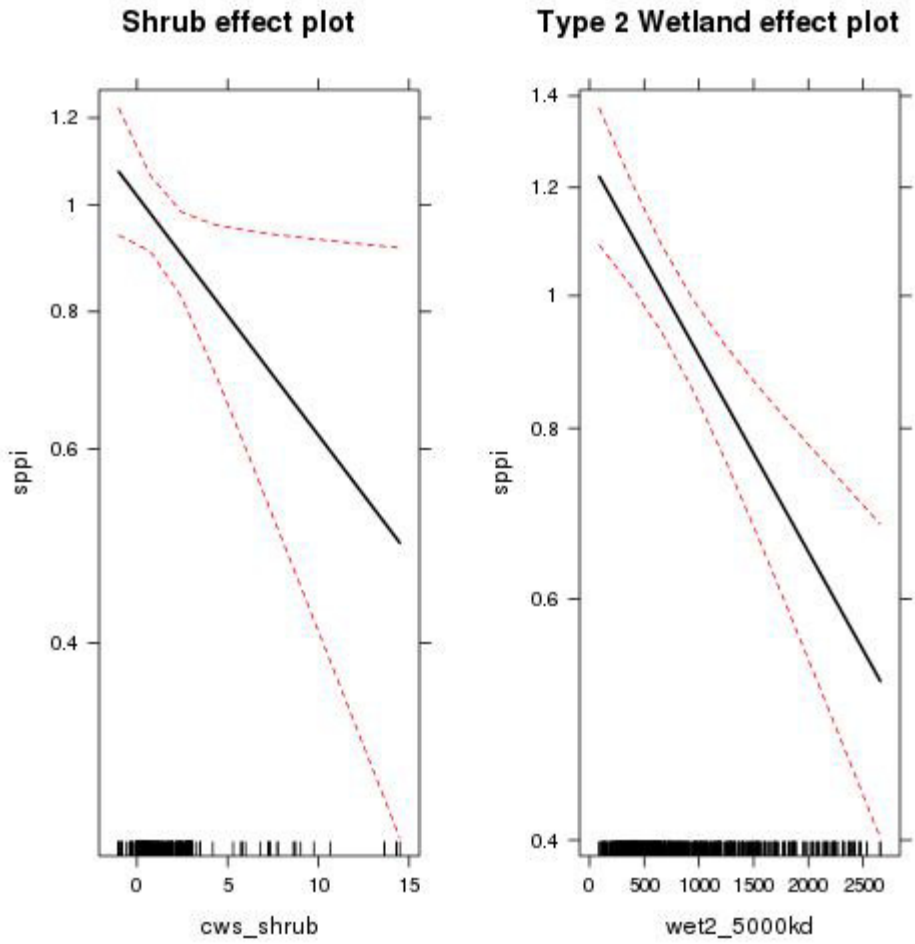 Shrub effect plot
1.2
1
0.8
0.6
0.4
sppi
0 5 10 15
cws_shrub
Type 2 Wetland effect plot
1.4
1.2
1
0.8
0.6
0.4
sppi
0 500 1000 1500 2000 2500
wet2_5000kd